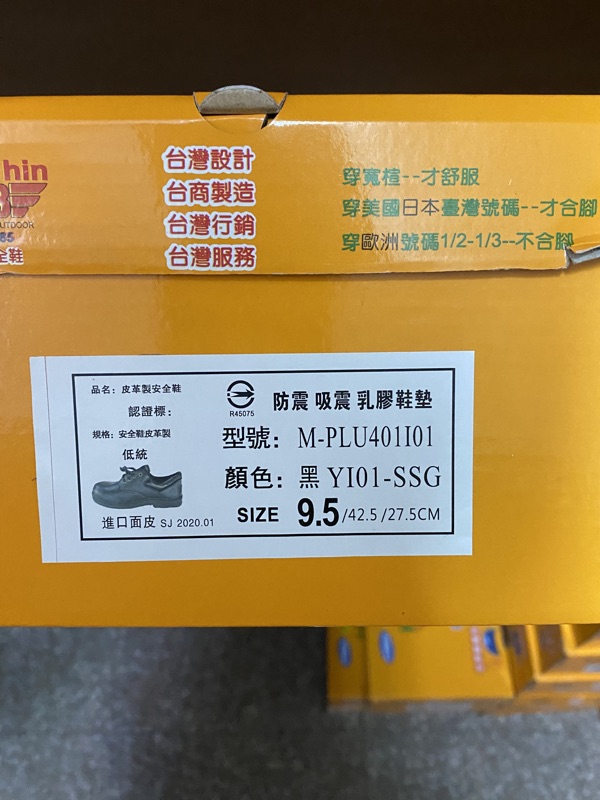 hin
OUTDOOR
全鞋
台灣設計
台商製造
台灣行銷
台灣服務
穿寬楦--才舒服
穿美國日本臺灣號碼--才合腳
穿歐洲號碼1/2-1/3--不合腳
品名：皮革製安全鞋
認證標：
R45075
規格：安全鞋皮革製
低統
進口面皮 SJ 2020.01
防震 吸震 乳膠鞋墊
型號：M-PLU401I01
顏色：黑 YI01-SSG
SIZE 9.5/42.5/27.5CM